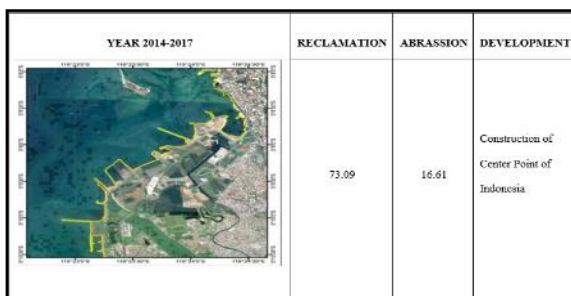 YEAR 2014-2017 RECLAMATION ABRASSION DEVELOPMENT
73.09 16.61 Construction of
Center Point of
Indonesia